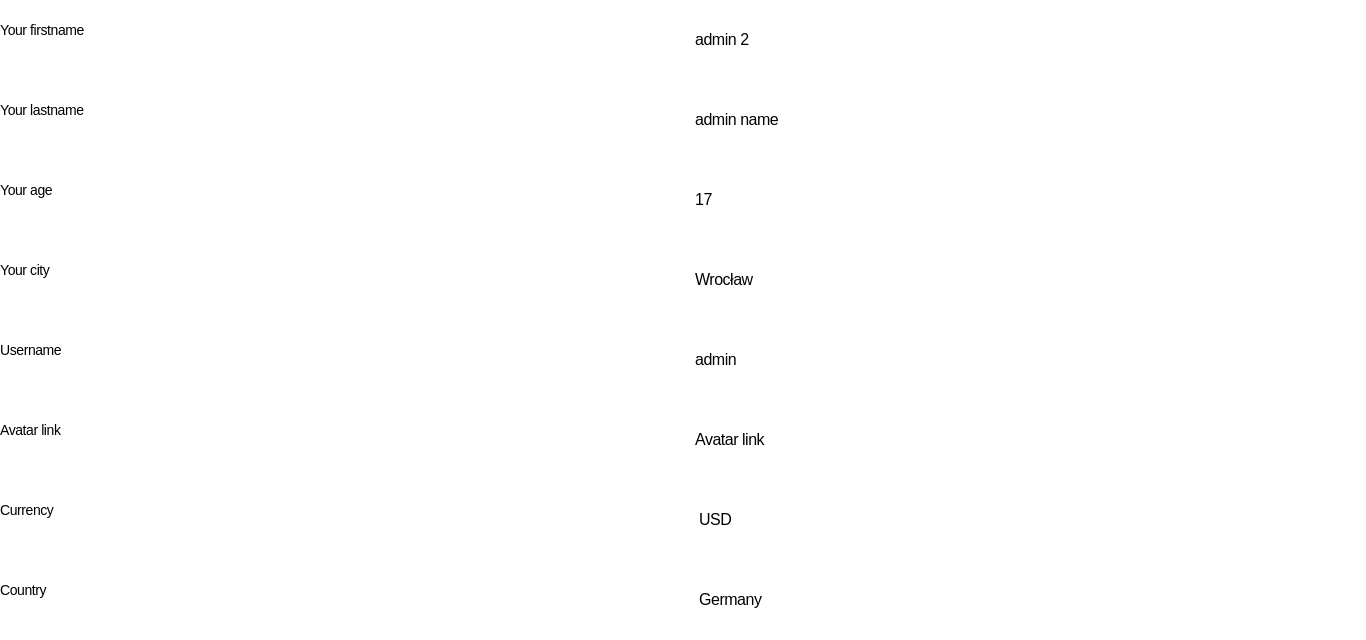 Your firstname
admin 2
Your lastname
admin name
Your age
17
Your city
Wrocław
Username
admin
Avatar link
Avatar link
Currency
USD
Country
Germany